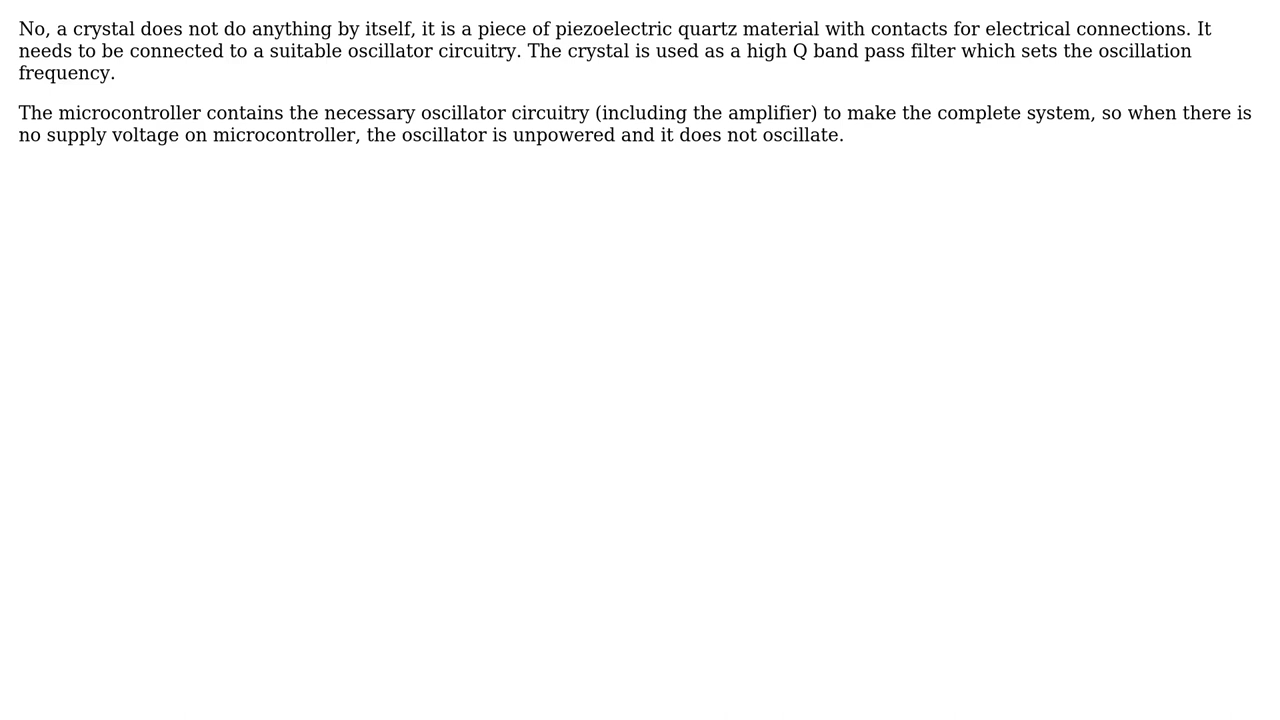 No, a crystal does not do anything by itself, it is a piece of piezoelectric quartz material with contacts for electrical connections. It
needs to be connected to a suitable oscillator circuitry. The crystal is used as a high Q band pass filter which sets the oscillation
frequency.
The microcontroller contains the necessary oscillator circuitry (including the amplifier) to make the complete system, so when there is
no supply voltage on microcontroller, the oscillator is unpowered and it does not oscillate.